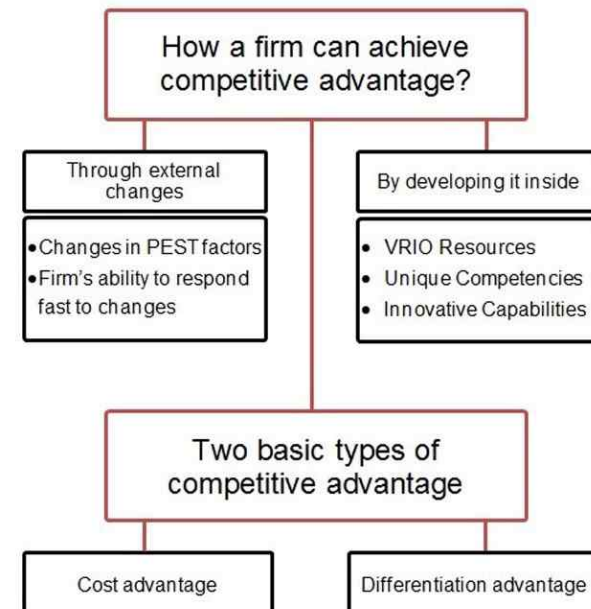 How a firm can achieve
competitive advantage?
Through external
changes
• Changes in PEST factors
• Firm's ability to respond
fast to changes
By developing it inside
• VRIO Resources
• Unique Competencies
• Innovative Capabilities
Two basic types of
competitive advantage
Cost advantage
Differentiation advantage